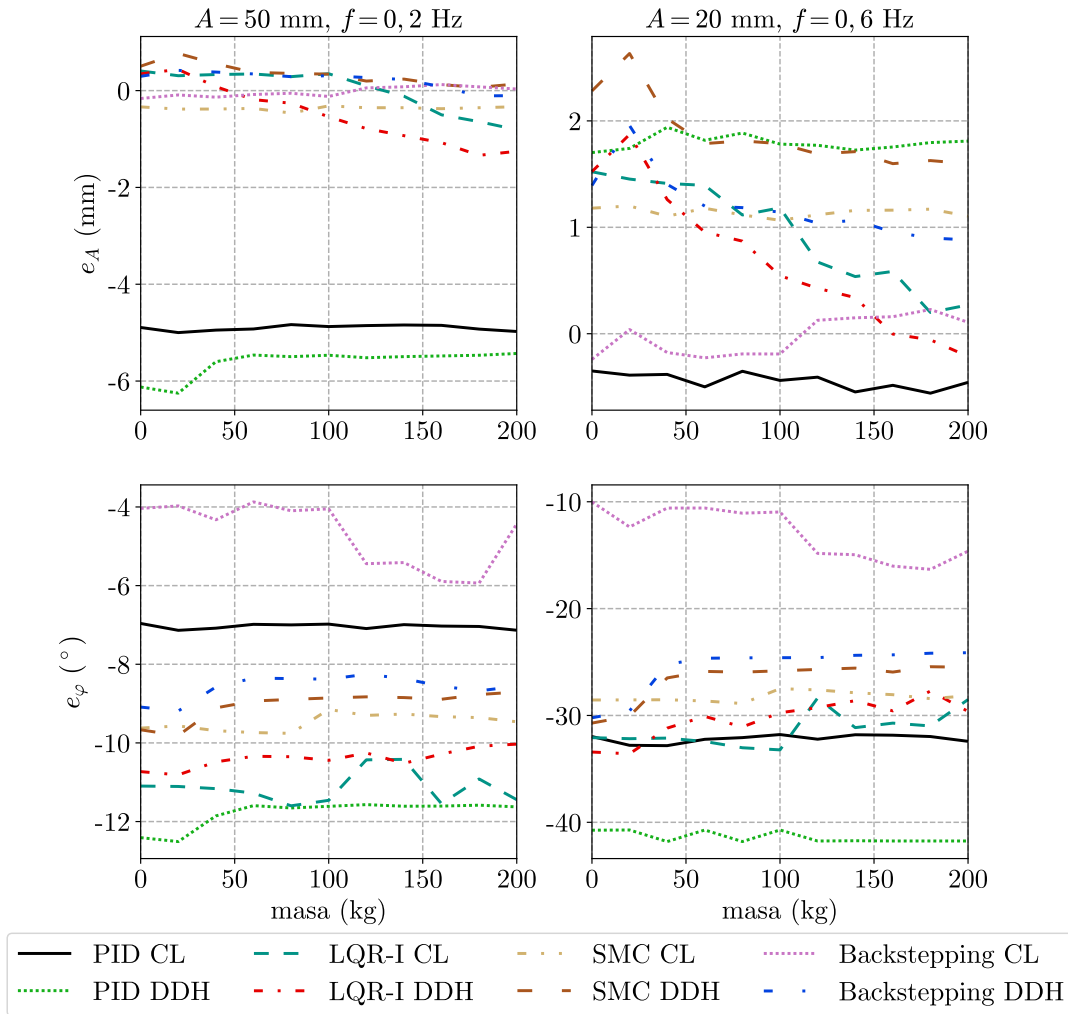 A = 50 mm, f = 0, 2 Hz
A = 20 mm, f = 0, 6 Hz
e_A (mm)
0
-2
-4
-6
0 50 100 150 200
2
1
0
0 50 100 150 200
e_φ (°)
-4
-6
-8
-10
-12
0 50 100 150 200
masa (kg)
-10
-20
-30
-40
0 50 100 150 200
masa (kg)
PID CL LQR-I CL SMC CL Backstepping CL
PID DDH LQR-I DDH SMC DDH Backstepping DDH